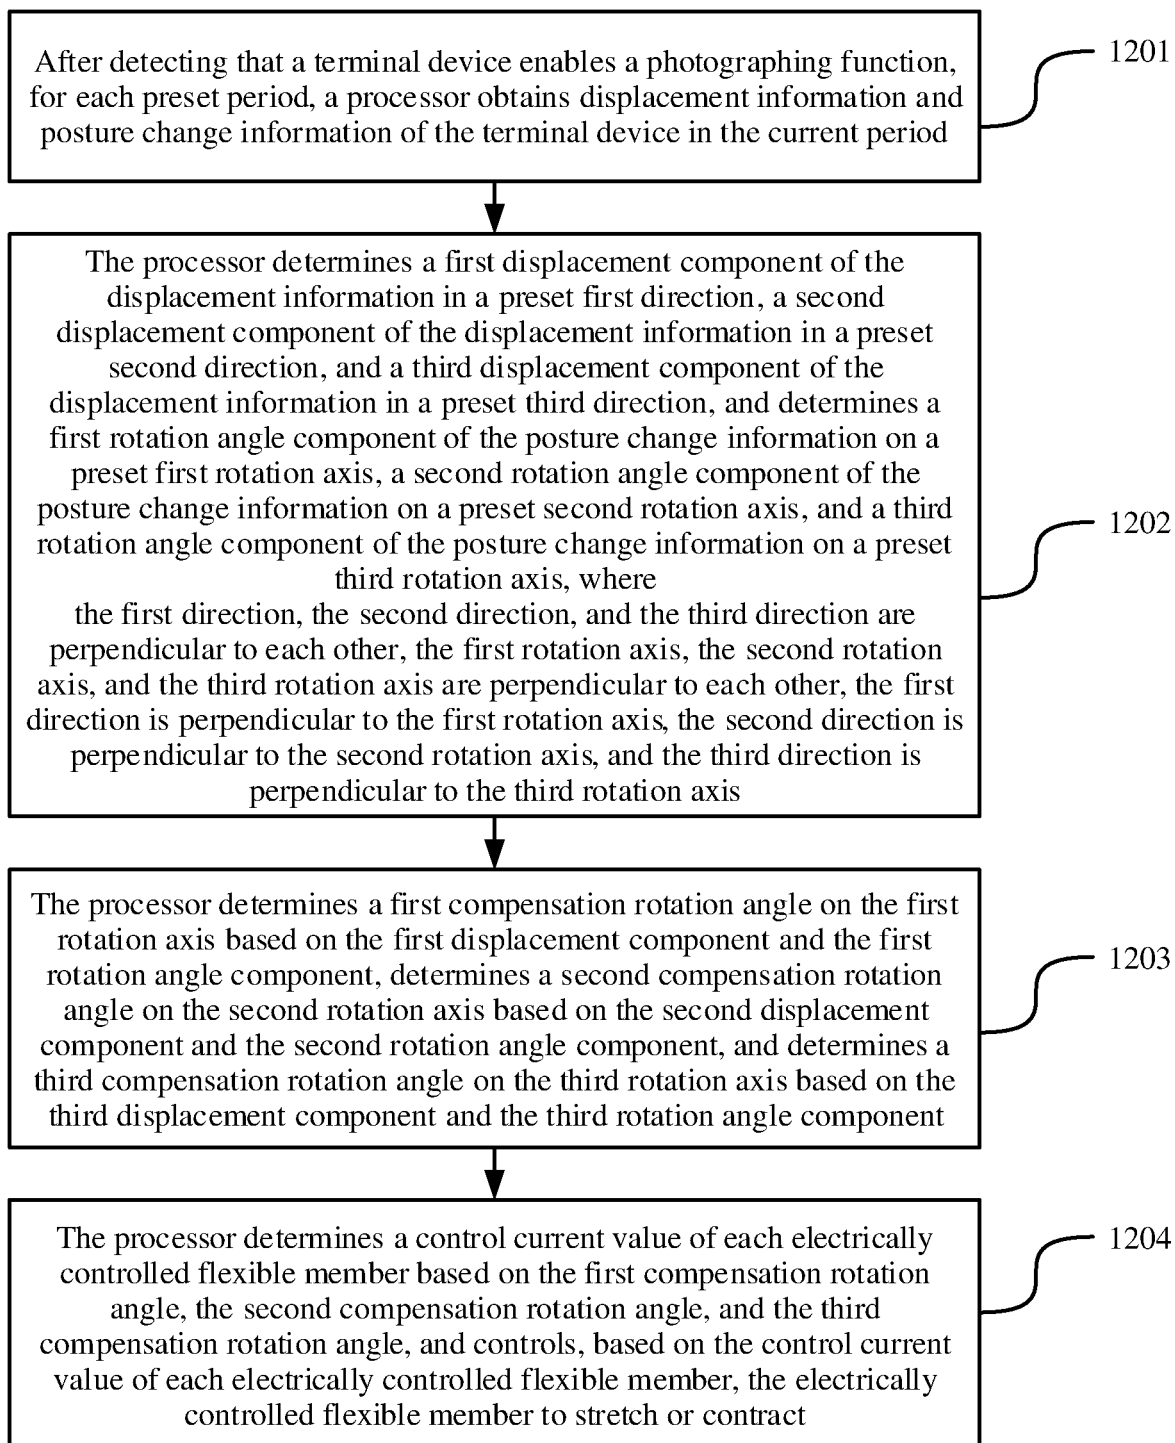 After detecting that a terminal device enables a photographing function,
for each preset period, a processor obtains displacement information and
posture change information of the terminal device in the current period
1201
The processor determines a first displacement component of the
displacement information in a preset first direction, a second
displacement component of the displacement information in a preset
second direction, and a third displacement component of the
displacement information in a preset third direction, and determines a
first rotation angle component of the posture change information on a
preset first rotation axis, a second rotation angle component of the
posture change information on a preset second rotation axis, and a third
rotation angle component of the posture change information on a preset
third rotation axis, where
the first direction, the second direction, and the third direction are
perpendicular to each other, the first rotation axis, the second rotation
axis, and the third rotation axis are perpendicular to each other, the first
direction is perpendicular to the first rotation axis, the second direction is
perpendicular to the second rotation axis, and the third direction is
perpendicular to the third rotation axis
1202
The processor determines a first compensation rotation angle on the first
rotation axis based on the first displacement component and the first
rotation angle component, determines a second compensation rotation
angle on the second rotation axis based on the second displacement
component and the second rotation angle component, and determines a
third compensation rotation angle on the third rotation axis based on the
third displacement component and the third rotation angle component
1203
The processor determines a control current value of each electrically
controlled flexible member based on the first compensation rotation
angle, the second compensation rotation angle, and the third
compensation rotation angle, and controls, based on the control current
value of each electrically controlled flexible member, the electrically
controlled flexible member to stretch or contract
1204